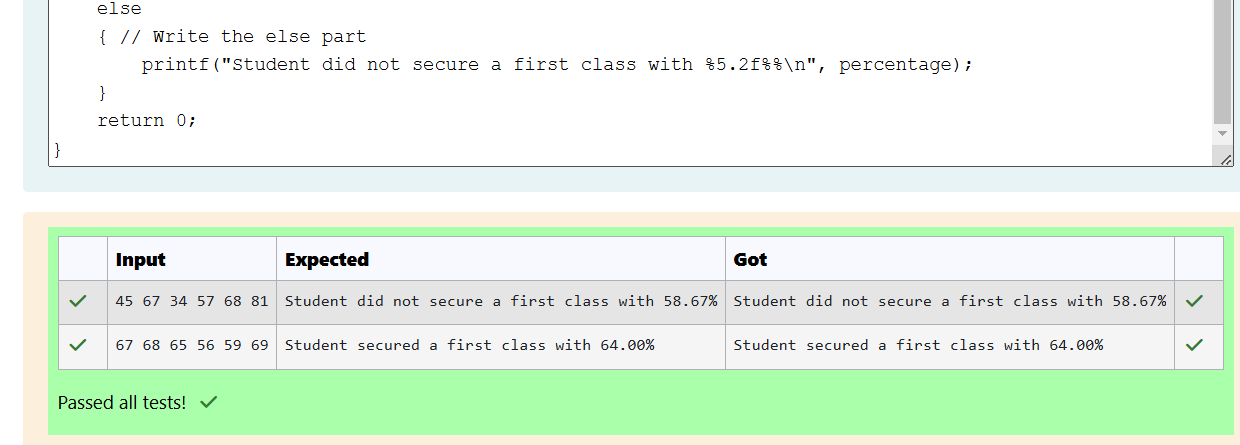 else
{ // Write the else part
printf("Student did not secure a first class with %5.2f%%\n", percentage);
}
return 0;
}
Input Expected Got
45 67 34 57 68 81 Student did not secure a first class with 58.67% Student did not secure a first class with 58.67%
67 68 65 56 59 69 Student secured a first class with 64.00% Student secured a first class with 64.00%
Passed all tests!